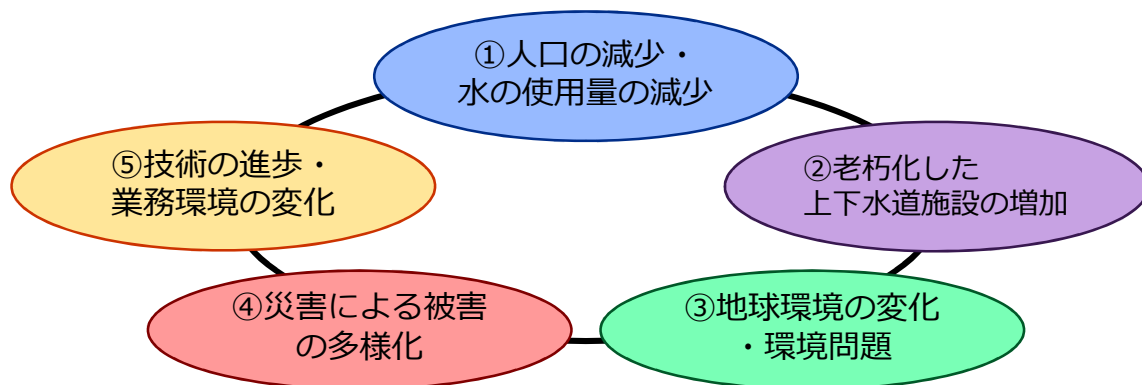 ①人口の減少・
水の使用量の減少
②老朽化した
上下水道施設の増加
③地球環境の変化
・環境問題
④災害による被害
の多様化
⑤技術の進歩・
業務環境の変化